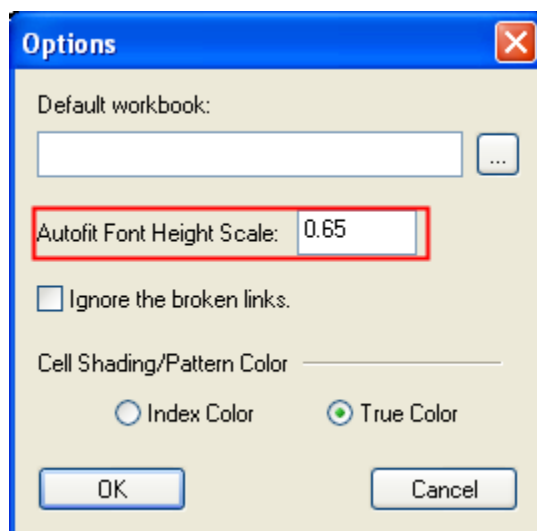 Options
Default workbook:
...
Autofit Font Height Scale: 0.65
Ignore the broken links.
Cell Shading/Pattern Color
Index Color True Color
OK Cancel